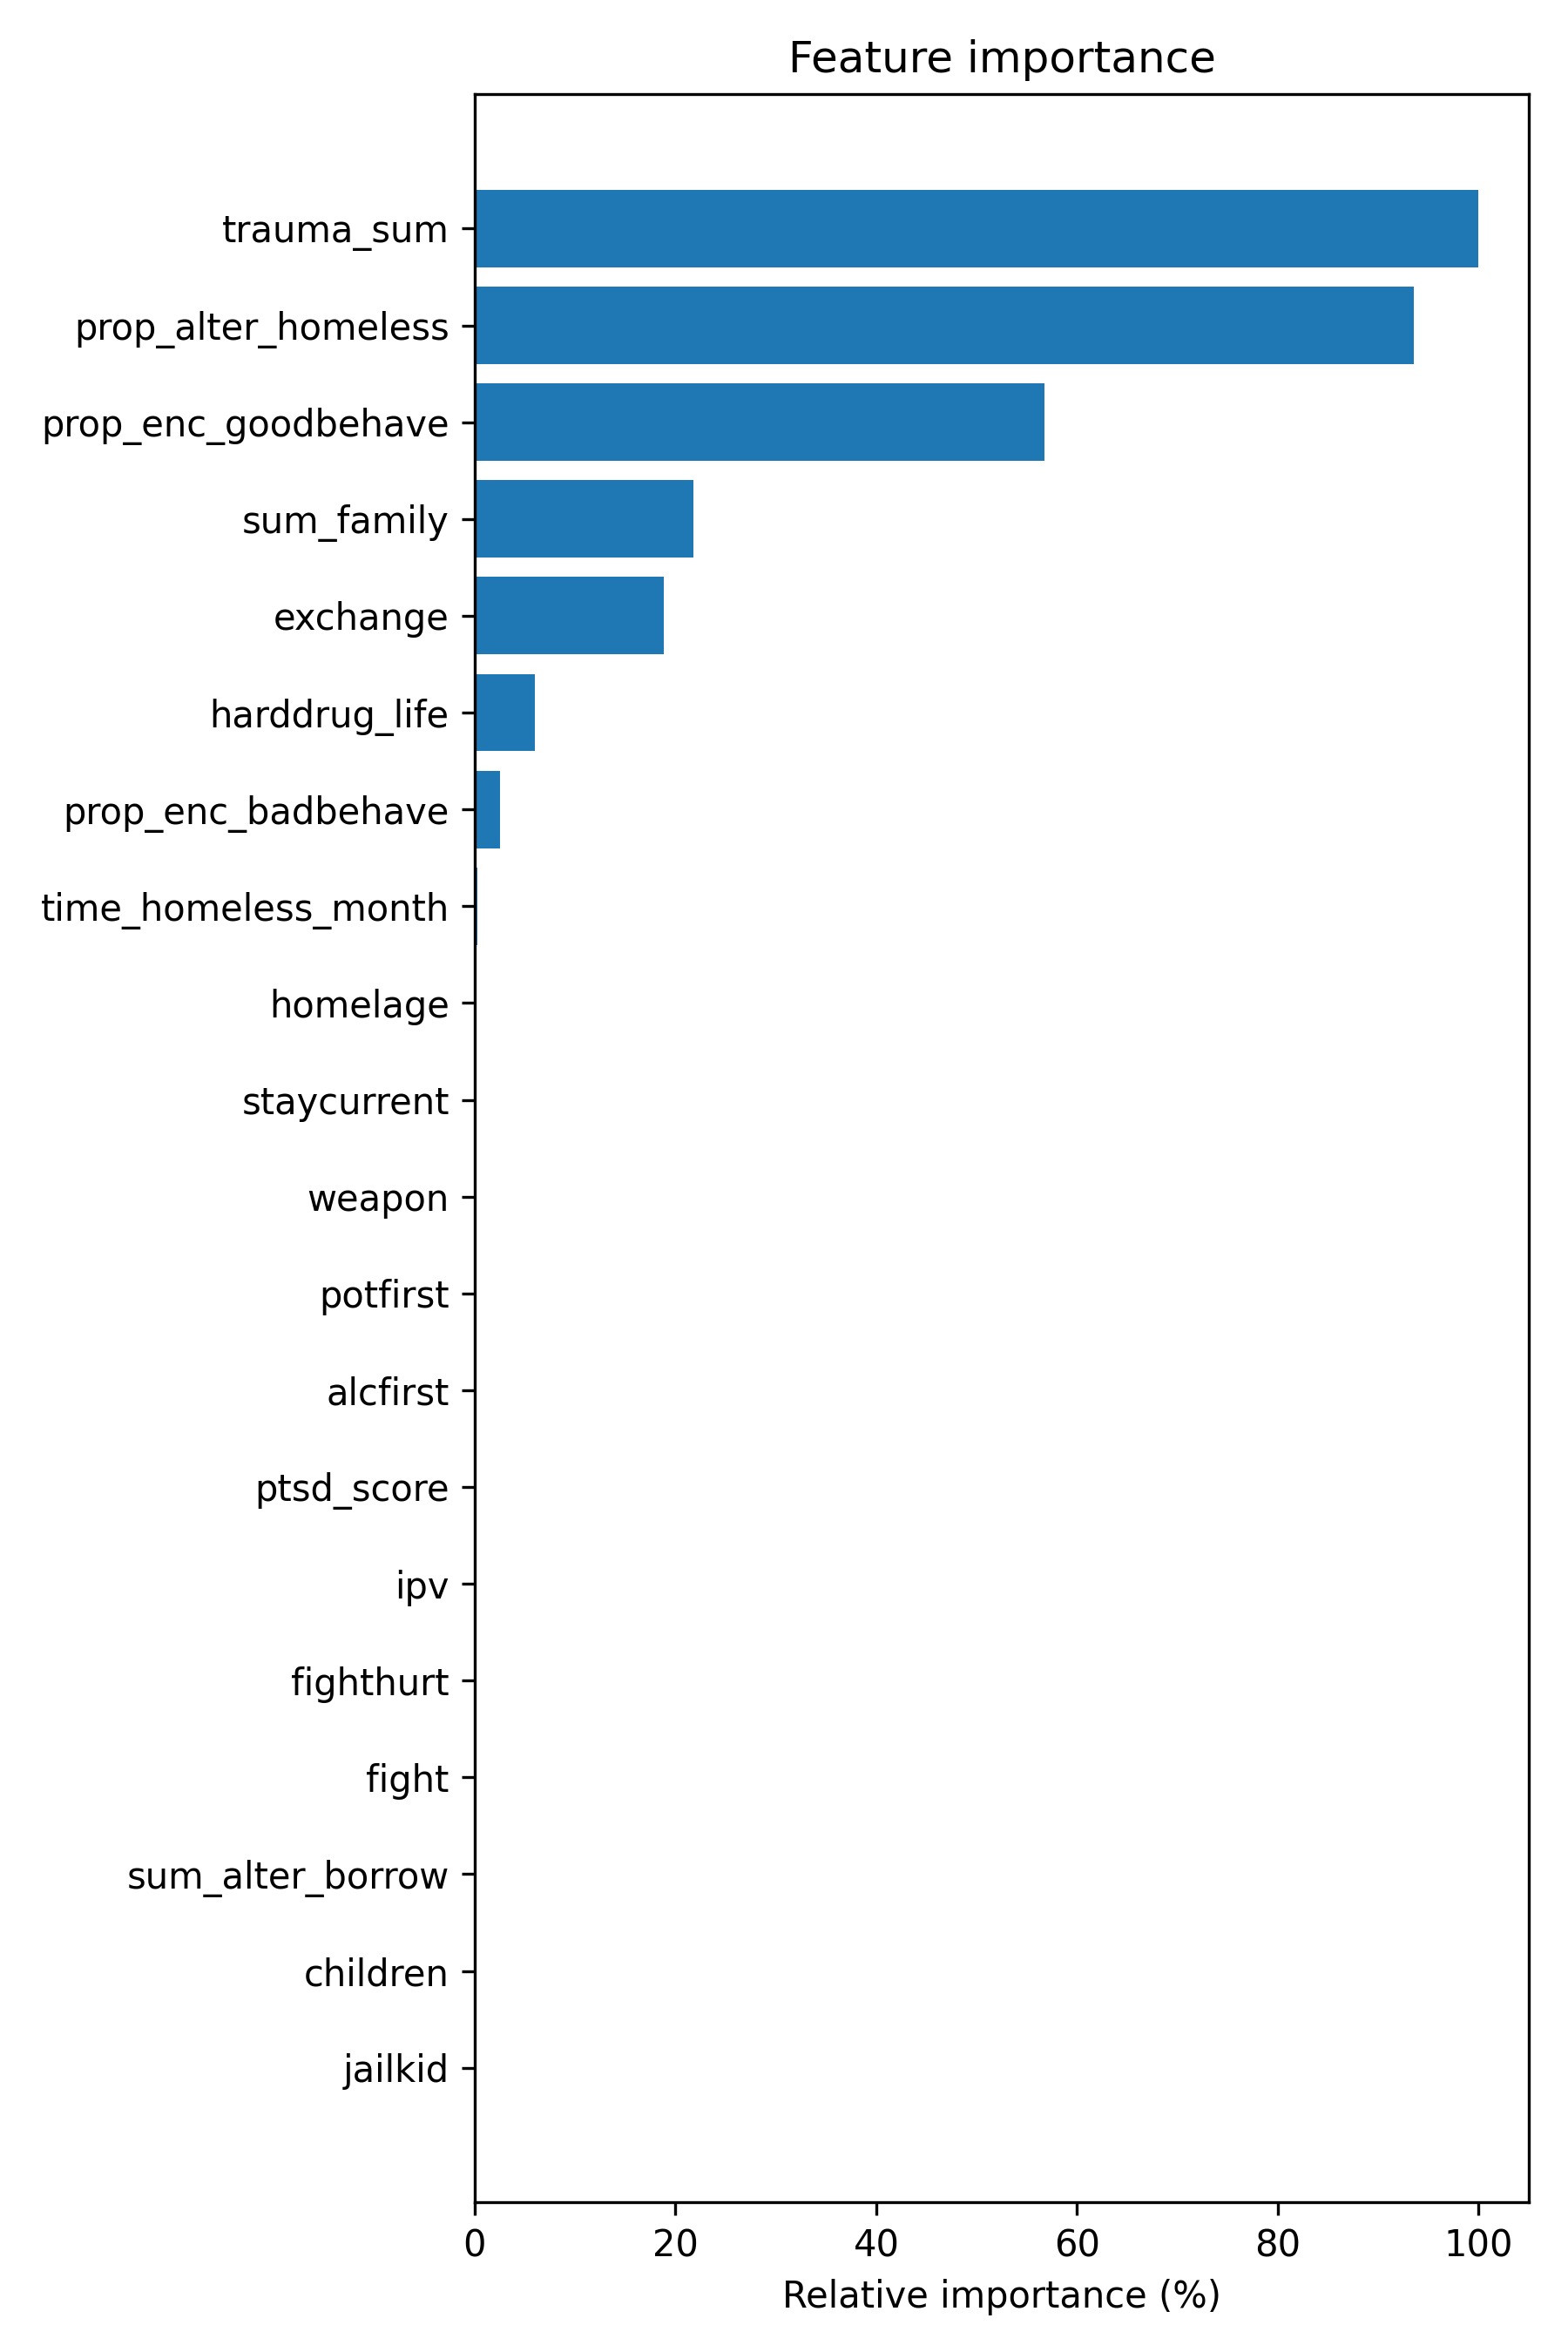 Feature importance
trauma_sum
prop_alter_homeless
prop_enc_goodbehave
sum_family
exchange
harddrug_life
prop_enc_badbehave
time_homeless_month
homelage
staycurrent
weapon
potfirst
alcfirst
ptsd_score
ipv
fighthurt
fight
sum_alter_borrow
children
jailkid
0 20 40 60 80 100
Relative importance (%)